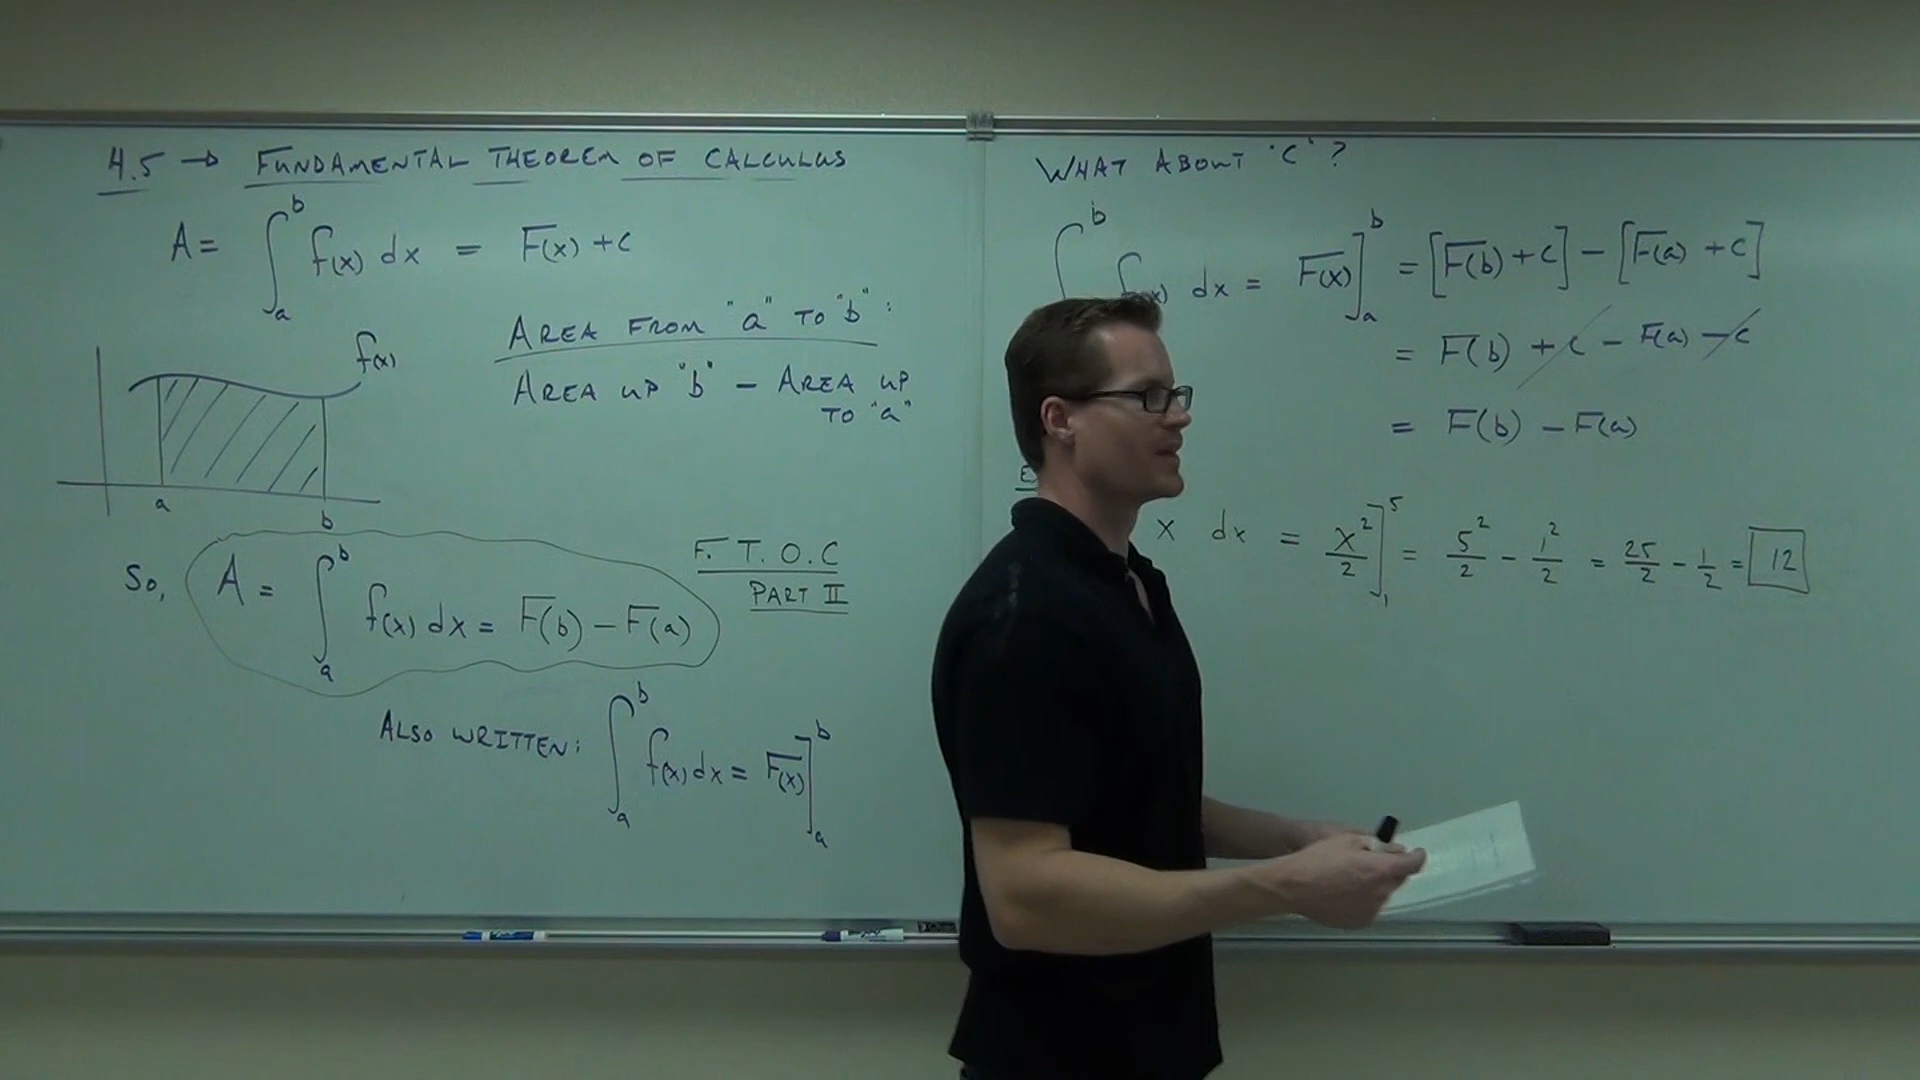 4.5 → FUNDAMENTAL THEOREM OF CALCULUS
A = ∫_a^b f(x) dx = F(x) + C
f(x)
a
b
AREA FROM "a" TO "b":
AREA UP "b" - AREA UP
TO "a"
So, A = ∫_a^b f(x) dx = F(b) - F(a)
F.T.O.C
PART II
ALSO WRITTEN: ∫_a^b f(x) dx = F(x)]_a^b
WHAT ABOUT 'C'?
∫^b f(x) dx = F(x)]_a^b = [F(b) + C] - [F(a) + C]
= F(b) + C - F(a) - C
= F(b) - F(a)
x dx = x²/2]_1^5 = 5²/2 - 1²/2 = 25/2 - 1/2 = 12